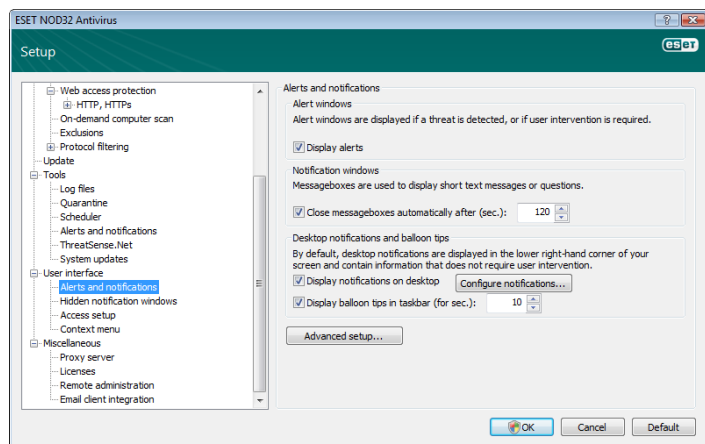 ESET NOD32 Antivirus
Setup
eset
Web access protection
HTTP, HTTPs
On-demand computer scan
Exclusions
Protocol filtering
Update
Tools
Log files
Quarantine
Scheduler
Alerts and notifications
ThreatSense.Net
System updates
User interface
Alerts and notifications
Hidden notification windows
Access setup
Context menu
Miscellaneous
Proxy server
Licenses
Remote administration
Email client integration
Alerts and notifications
Alert windows
Alert windows are displayed if a threat is detected, or if user intervention is required.
Display alerts
Notification windows
Messageboxes are used to display short text messages or questions.
Close messageboxes automatically after (sec.): 120
Desktop notifications and balloon tips
By default, desktop notifications are displayed in the lower right-hand corner of your
screen and contain information that does not require user intervention.
Display notifications on desktop Configure notifications...
Display balloon tips in taskbar (for sec.): 10
Advanced setup...
OK Cancel Default